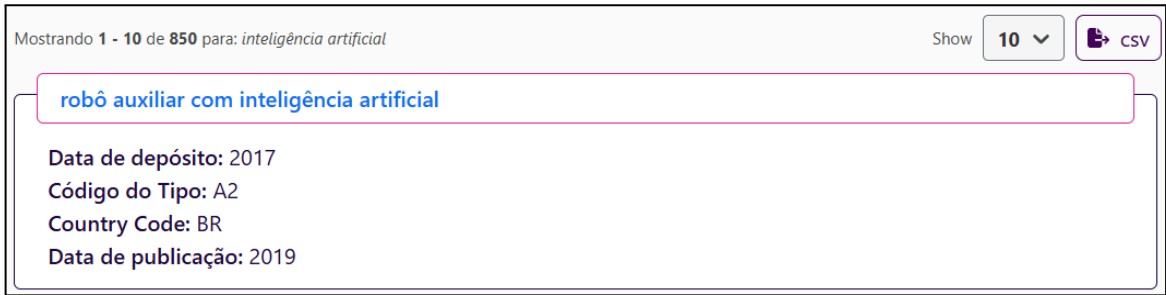 Mostrando 1 - 10 de 850 para: inteligência artificial Show 10 csv
robô auxiliar com inteligência artificial
Data de depósito: 2017
Código do Tipo: A2
Country Code: BR
Data de publicação: 2019